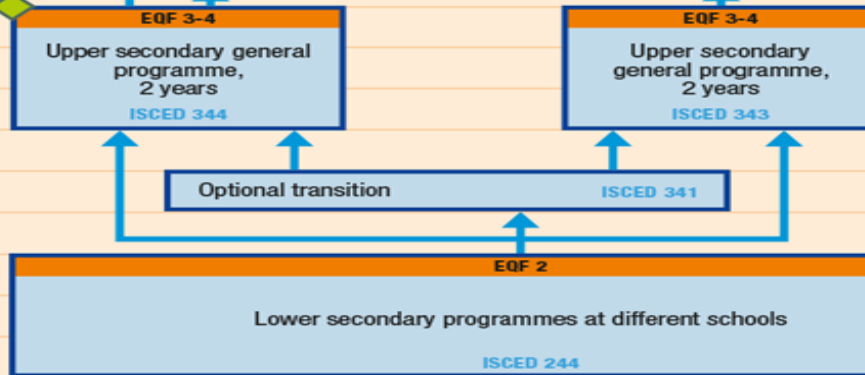 EQF 3-4
Upper secondary general
programme,
2 years
ISCED 344
EQF 3-4
Upper secondary
general programme,
2 years
ISCED 343
Optional transition ISCED 341
EQF 2
Lower secondary programmes at different schools
ISCED 244